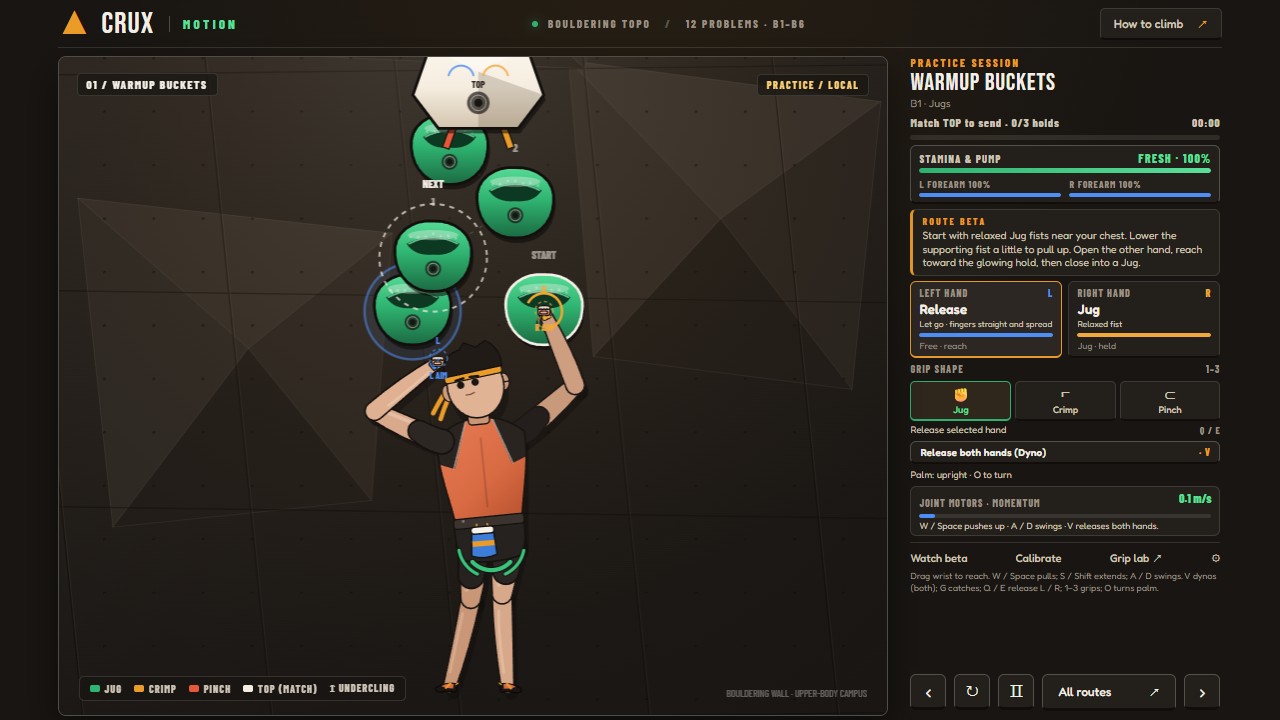 CRUX
MOTION
BOULDERING TOPO / 12 PROBLEMS · B1–B6
How to climb ↗
01 / WARMUP BUCKETS
PRACTICE / LOCAL
TOP
2
NEXT
1
START
L
PRACTICE SESSION
WARMUP BUCKETS
B1 · Jugs
Match TOP to send · 0/3 holds 00:00
STAMINA & PUMP FRESH · 100%
L FOREARM 100% R FOREARM 100%
ROUTE BETA
Start with relaxed Jug fists near your chest. Lower the
supporting fist a little to pull up. Open the other hand, reach
toward the glowing hold, then close into a Jug.
LEFT HAND L
Release
Let go · fingers straight and spread
Free · reach
RIGHT HAND R
Jug
Relaxed fist
Jug · held
GRIP SHAPE 1–3
Jug
Crimp
Pinch
Release selected hand Q / E
Release both hands (Dyno) · V
Palm: upright · O to turn
JOINT MOTORS · MOMENTUM 0.1 m/s
W / Space pushes up · A / D swings · V releases both hands.
Watch beta Calibrate Grip lab ↗ ⚙
Drag wrist to reach. W / Space pulls; S / Shift extends; A / D swings. V dynos
(both); G catches; Q / E release L / R; 1–3 grips; O turns palm.
JUG CRIMP PINCH TOP (MATCH) UNDERCLING
BOULDERING WALL · UPPER-BODY CAMPUS
All routes ↗